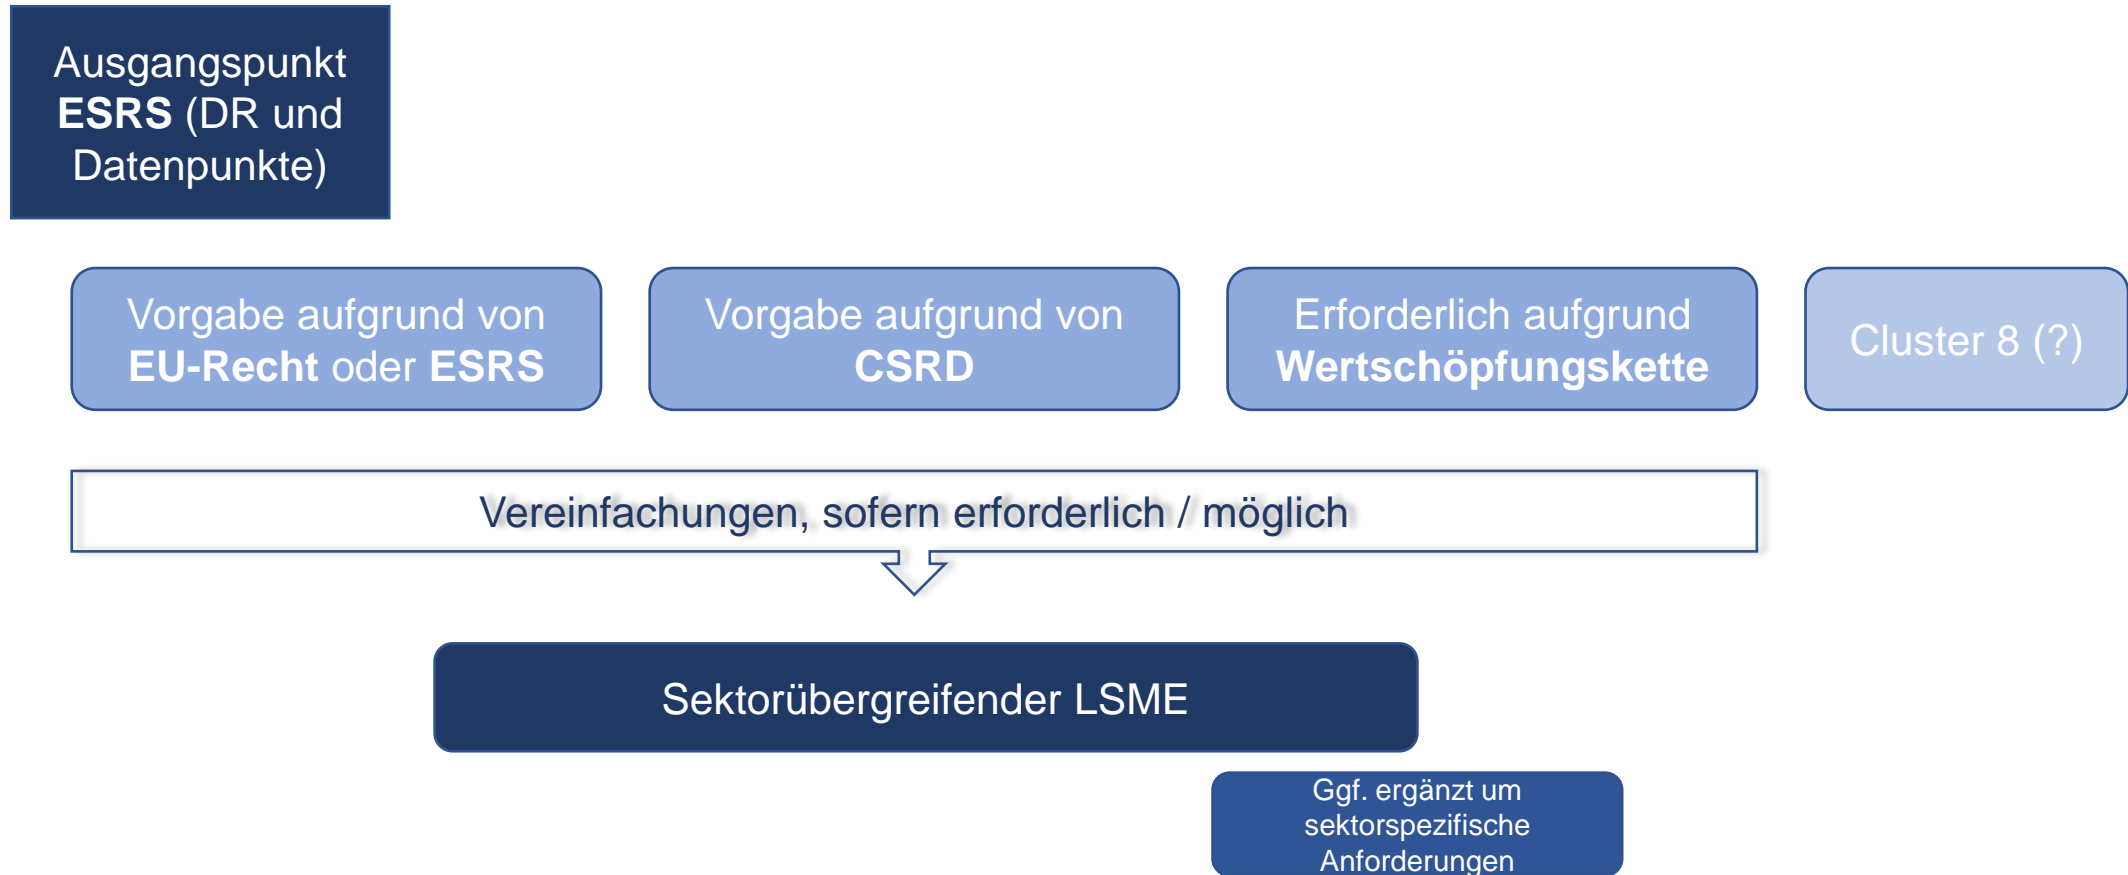 Ausgangspunkt
ESRS (DR und
Datenpunkte)
Vorgabe aufgrund von
EU-Recht oder ESRS
Vorgabe aufgrund von
CSRD
Erforderlich aufgrund
Wertschöpfungskette
Cluster 8 (?)
Vereinfachungen, sofern erforderlich / möglich
Sektorübergreifender LSME
Ggf. ergänzt um
sektorspezifische
Anforderungen